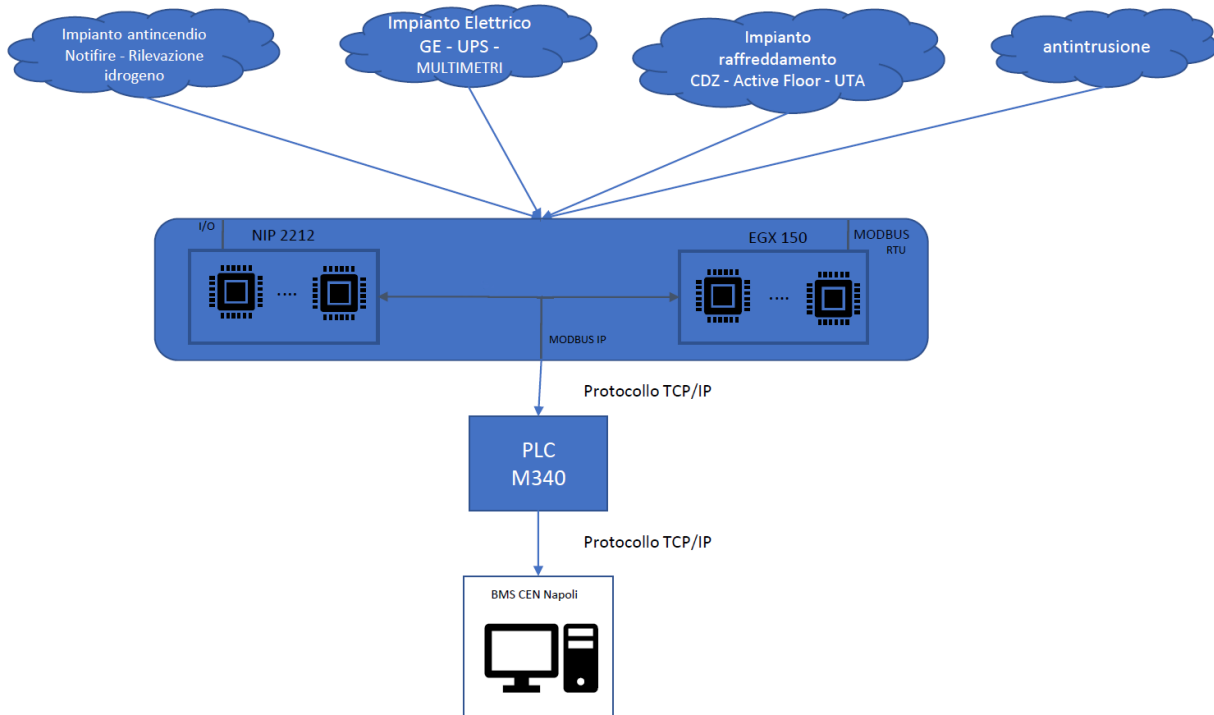 Impianto antincendio
Notifire - Rilevazione
idrogeno
Impianto Elettrico
GE - UPS -
MULTIMETRI
Impianto
raffreddamento
CDZ - Active Floor - UTA
antintrusione
I/O
NIP 2212
EGX 150
MODBUS
RTU
....
....
MODBUS IP
Protocollo TCP/IP
PLC
M340
Protocollo TCP/IP
BMS CEN Napoli